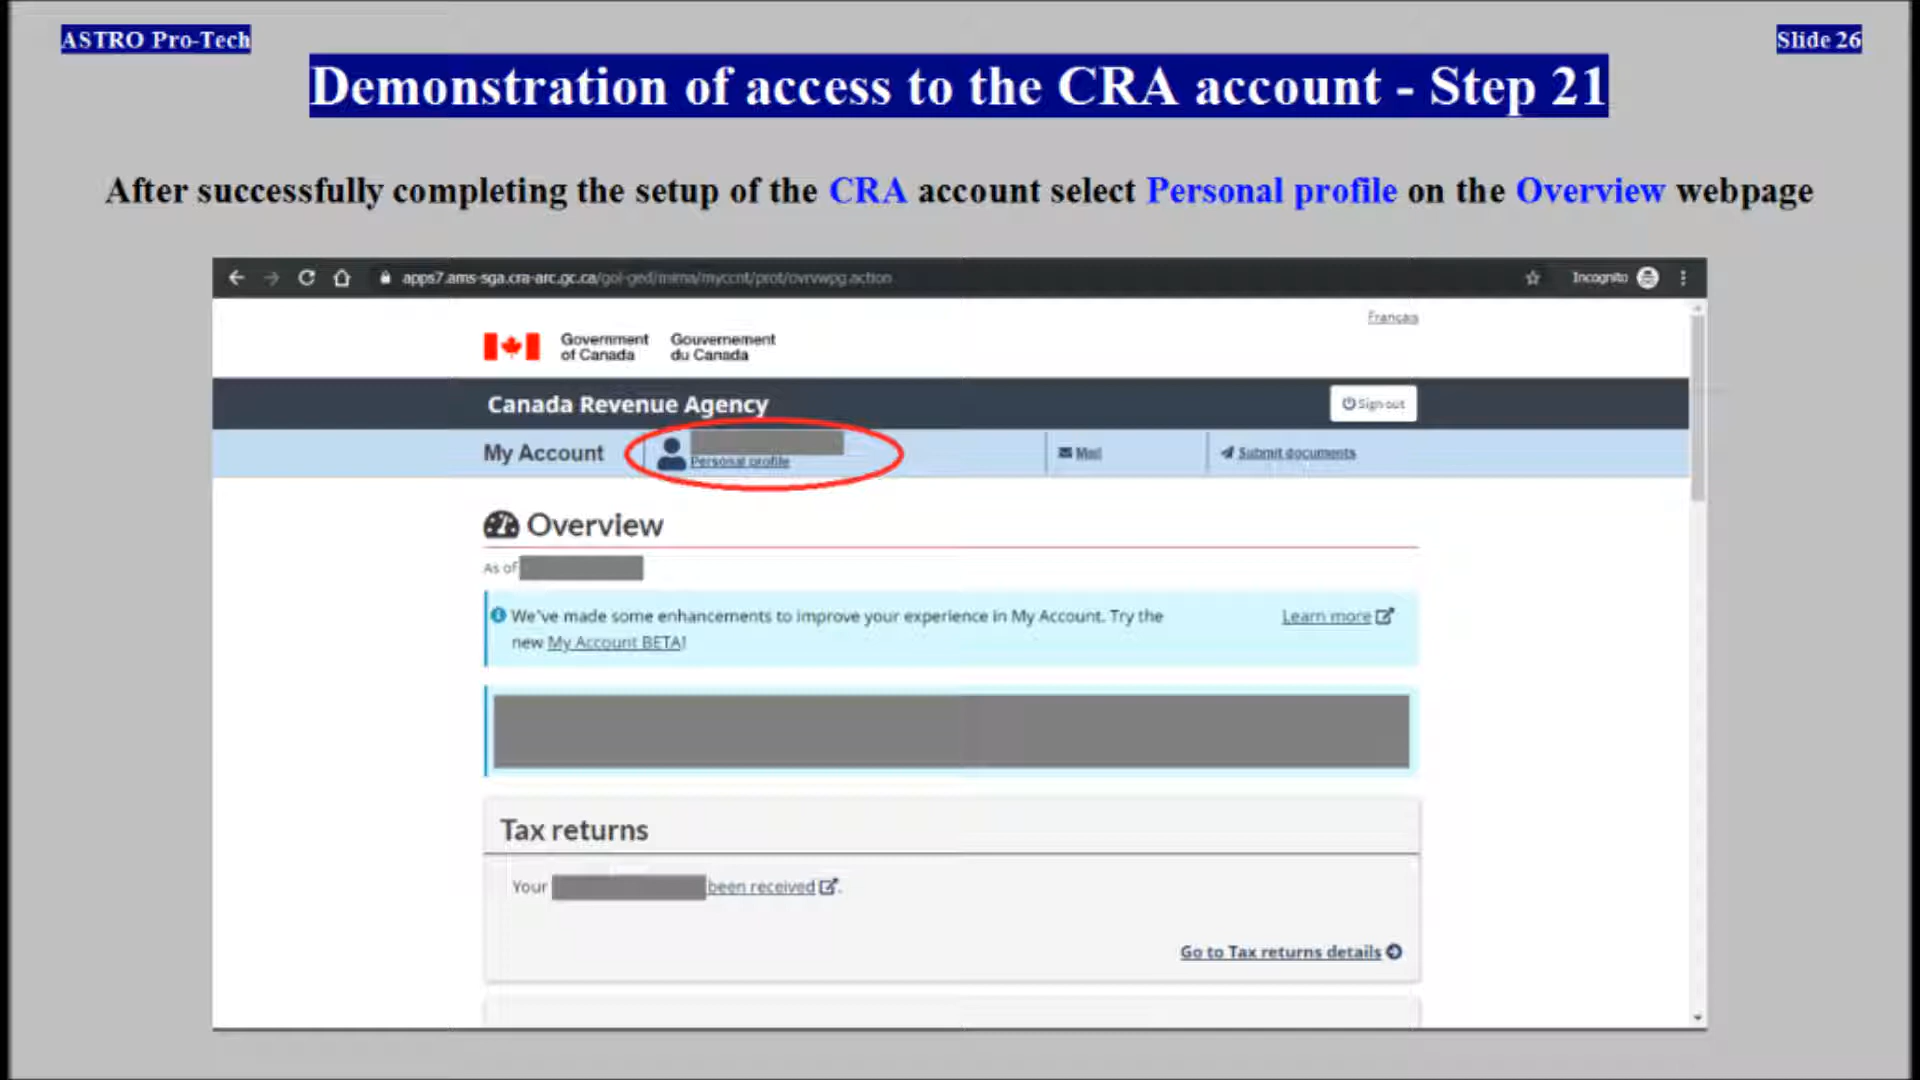 ASTRO Pro-Tech
Slide 26
Demonstration of access to the CRA account - Step 21
After successfully completing the setup of the CRA account select Personal profile on the Overview webpage
apps7.ams-sga.cra-arc.gc.ca/gol-ged/mima/myccnt/prot/ovrvwpg.action
Incognito
Français
Government of Canada
Gouvernement du Canada
Canada Revenue Agency
Sign out
My Account
Personal profile
Mail
Submit documents
Overview
As of
We've made some enhancements to improve your experience in My Account. Try the
new My Account BETA!
Learn more
Tax returns
Your been received.
Go to Tax returns details